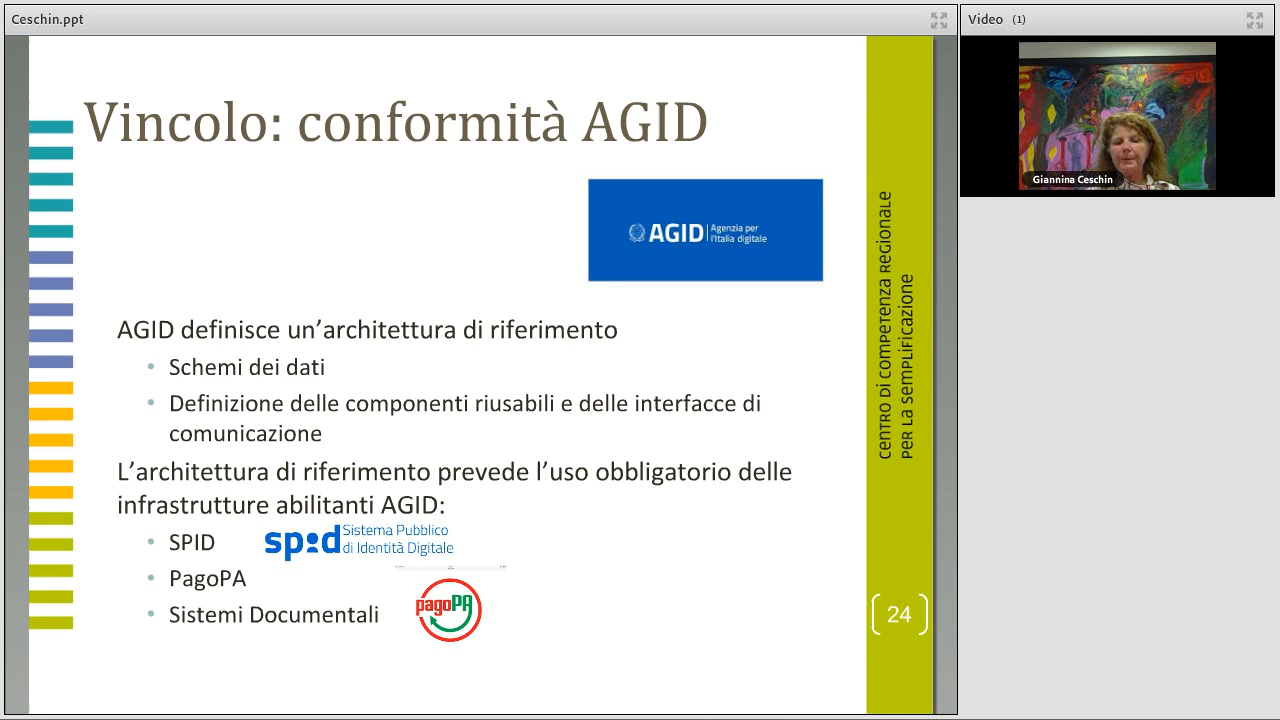 Ceschin.ppt
Video (1)
Vincolo: conformità AGID
AGID Agenzia per
l'Italia digitale
AGID definisce un’architettura di riferimento
• Schemi dei dati
• Definizione delle componenti riusabili e delle interfacce di
comunicazione
L’architettura di riferimento prevede l’uso obbligatorio delle
infrastrutture abilitanti AGID:
• SPID
spid Sistema Pubblico
di Identità Digitale
• PagoPA
• Sistemi Documentali
pagoPA
CENTRO DI COMPETENZA REGIONALE
PER LA SEMPLIFICAZIONE
24
Giannina Ceschin